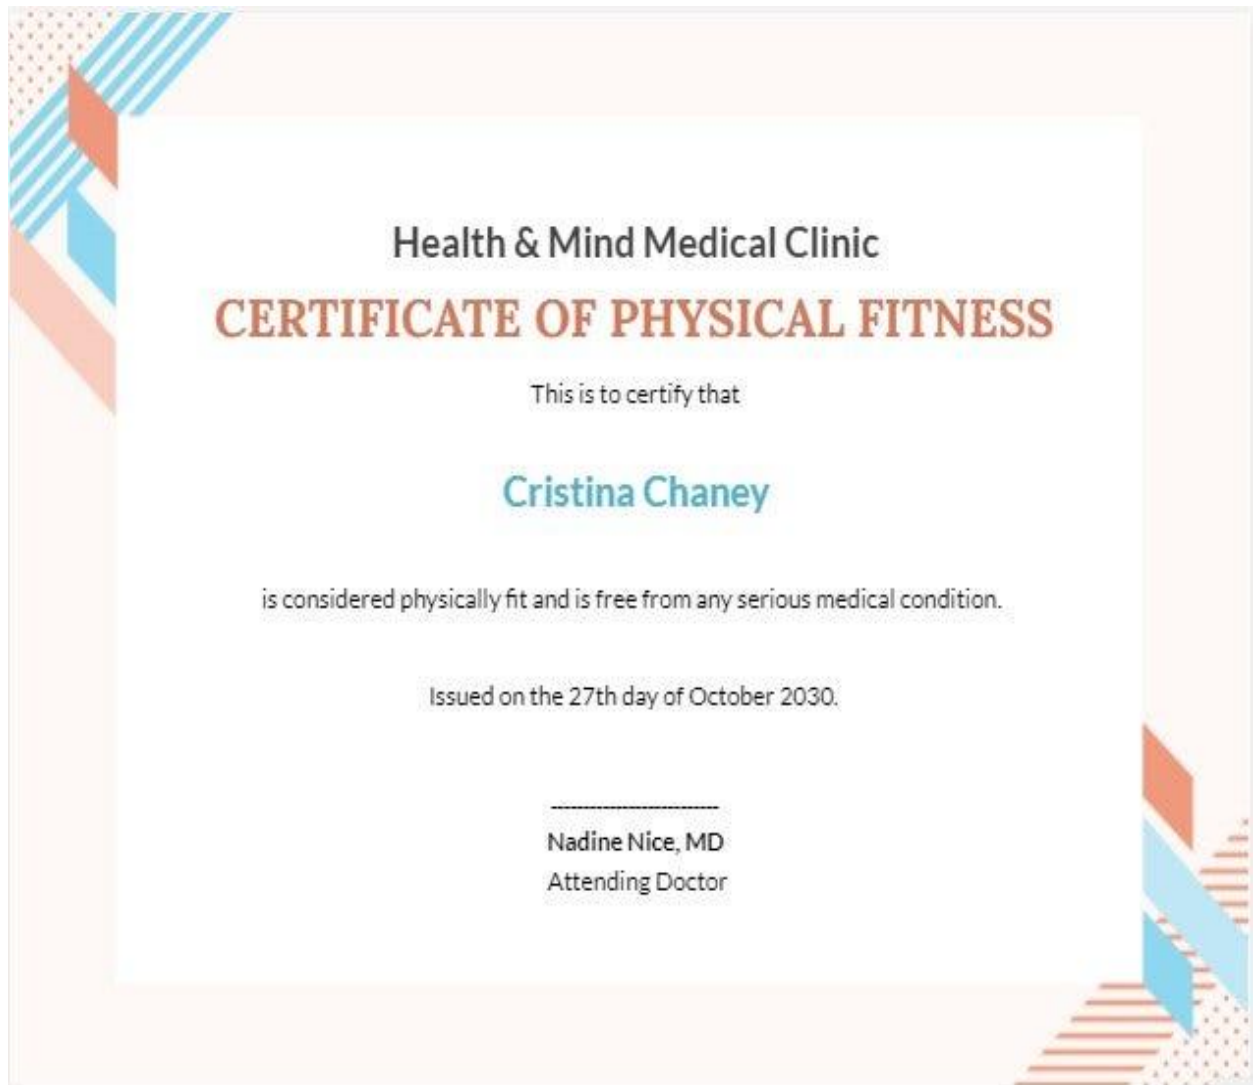 Health & Mind Medical Clinic
CERTIFICATE OF PHYSICAL FITNESS
This is to certify that
Cristina Chaney
is considered physically fit and is free from any serious medical condition.
Issued on the 27th day of October 2030.
--------------------------
Nadine Nice, MD
Attending Doctor